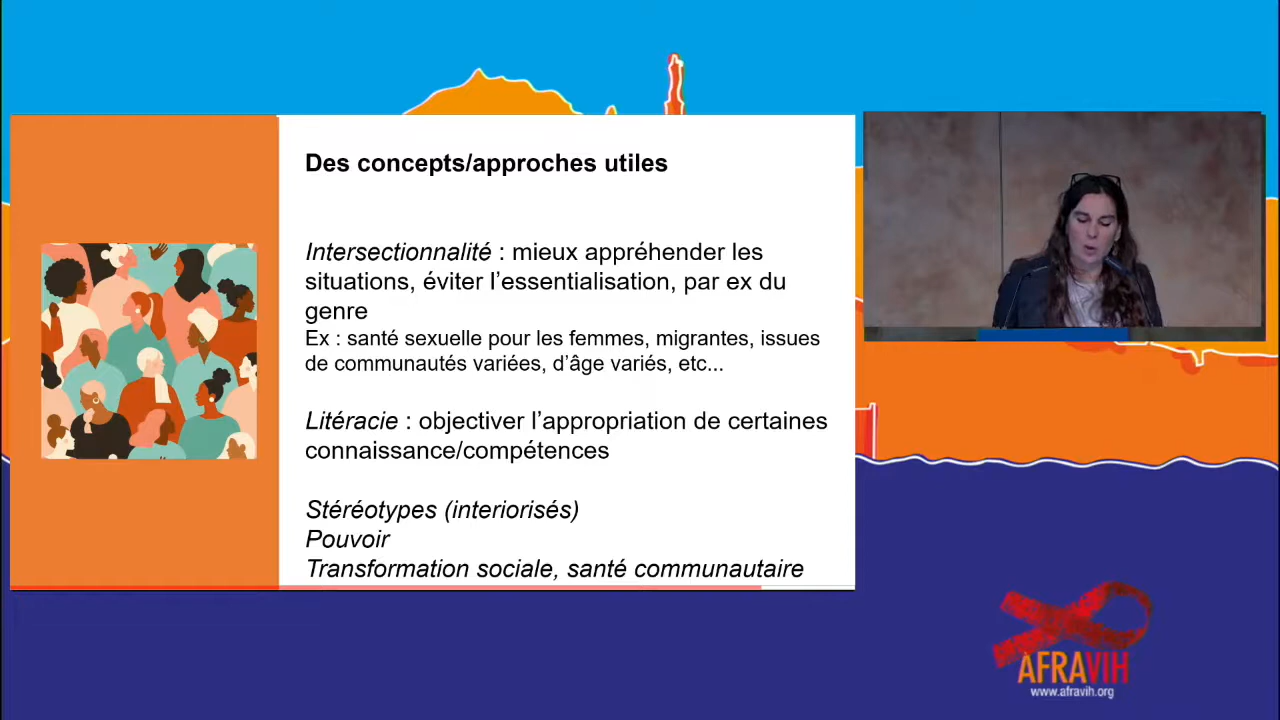 Des concepts/approches utiles
Intersectionnalité : mieux appréhender les
situations, éviter l’essentialisation, par ex du
genre
Ex : santé sexuelle pour les femmes, migrantes, issues
de communautés variées, d’âge variés, etc...
Litéracie : objectiver l’appropriation de certaines
connaissance/compétences
Stéréotypes (interiorisés)
Pouvoir
Transformation sociale, santé communautaire
AFRAVIH
www.afravih.org